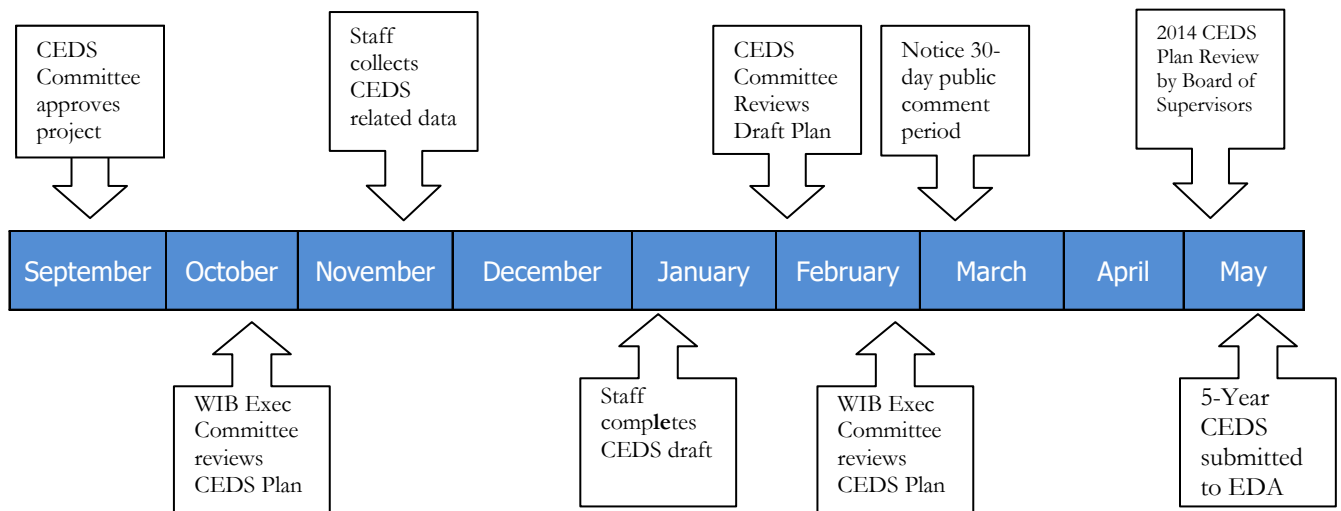 CEDS
Committee
approves
project
Staff
collects
CEDS
related data
CEDS
Committee
Reviews
Draft Plan
Notice 30-
day public
comment
period
2014 CEDS
Plan Review
by Board of
Supervisors
September
October
November
December
January
February
March
April
May
WIB Exec
Committee
reviews
CEDS Plan
Staff
completes
CEDS draft
WIB Exec
Committee
reviews
CEDS Plan
5-Year
CEDS
submitted
to EDA